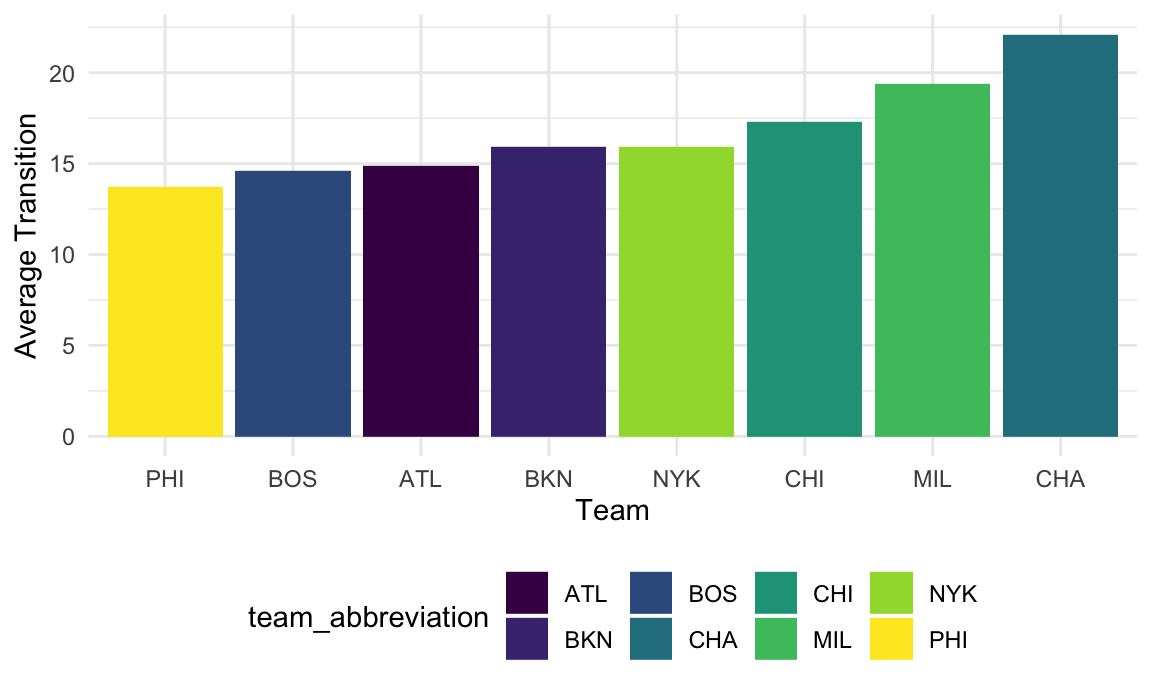 Average Transition
20
15
10
5
0
PHI BOS ATL BKN NYK CHI MIL CHA
Team
team_abbreviation
ATL BOS CHI NYK
BKN CHA MIL PHI